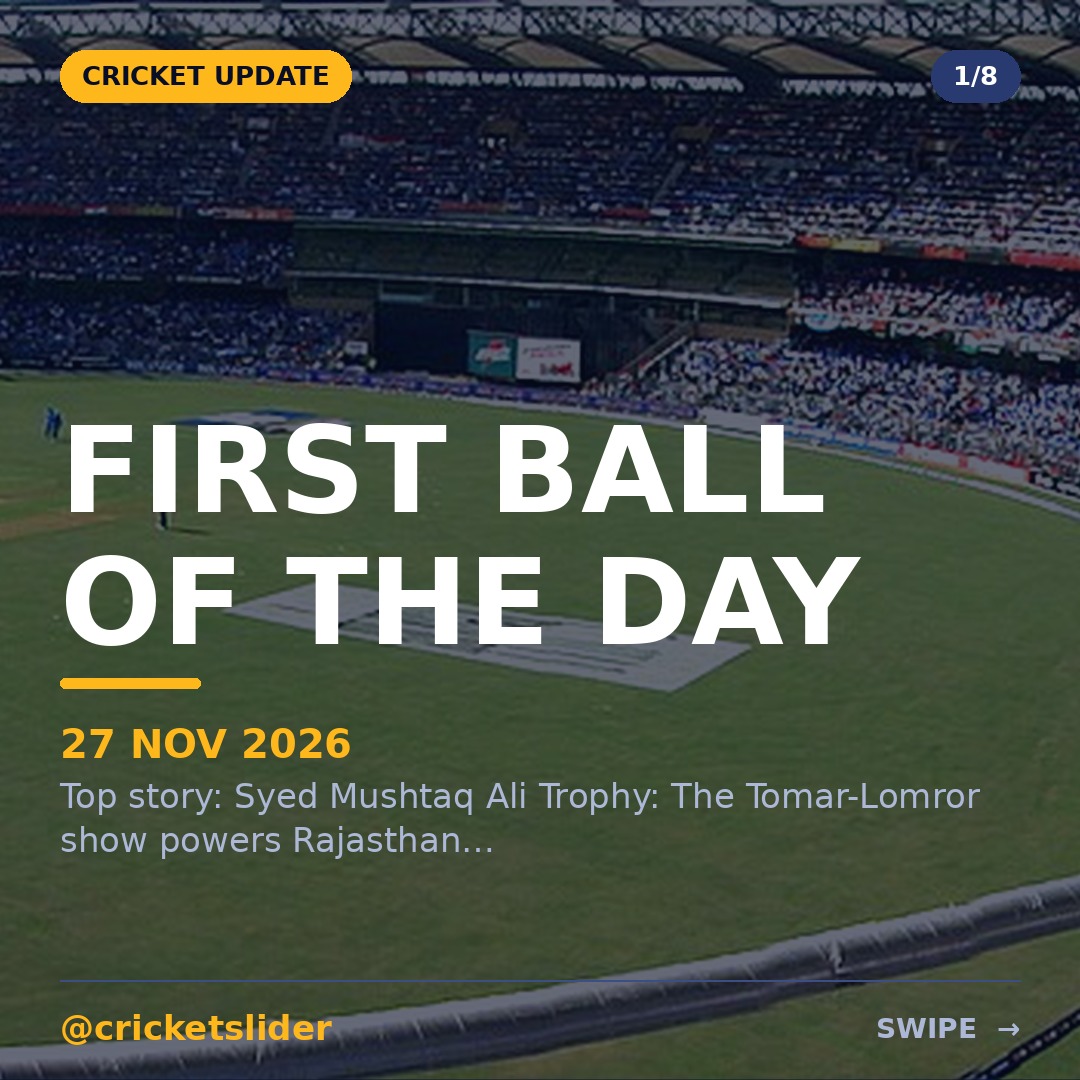 CRICKET UPDATE
1/8
FIRST BALL
OF THE DAY
27 NOV 2026
Top story: Syed Mushtaq Ali Trophy: The Tomar-Lomror
show powers Rajasthan...
@cricketslider
SWIPE →